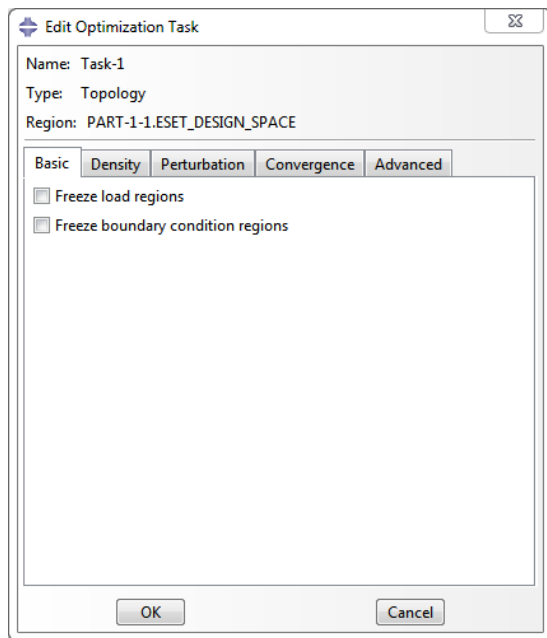 Edit Optimization Task
Name: Task-1
Type: Topology
Region: PART-1-1.ESET_DESIGN_SPACE
Basic Density Perturbation Convergence Advanced
Freeze load regions
Freeze boundary condition regions
OK Cancel